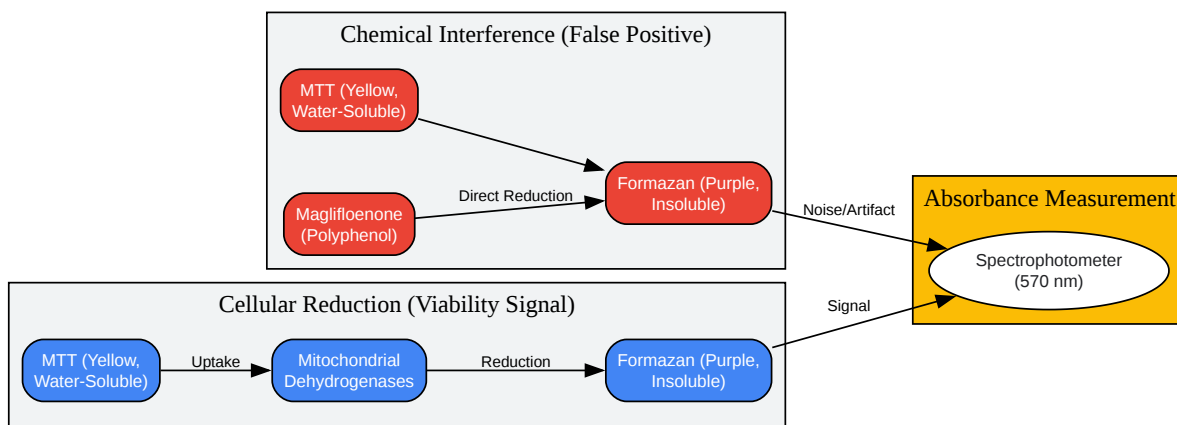 Chemical Interference (False Positive)
MTT (Yellow,
Water-Soluble)
Maglifloenone
(Polyphenol)
Direct Reduction
Formazan (Purple,
Insoluble)
Noise/Artifact
Absorbance Measurement
Spectrophotometer
(570 nm)
Cellular Reduction (Viability Signal)
MTT (Yellow,
Water-Soluble)
Uptake
Mitochondrial
Dehydrogenases
Reduction
Formazan (Purple,
Insoluble)
Signal